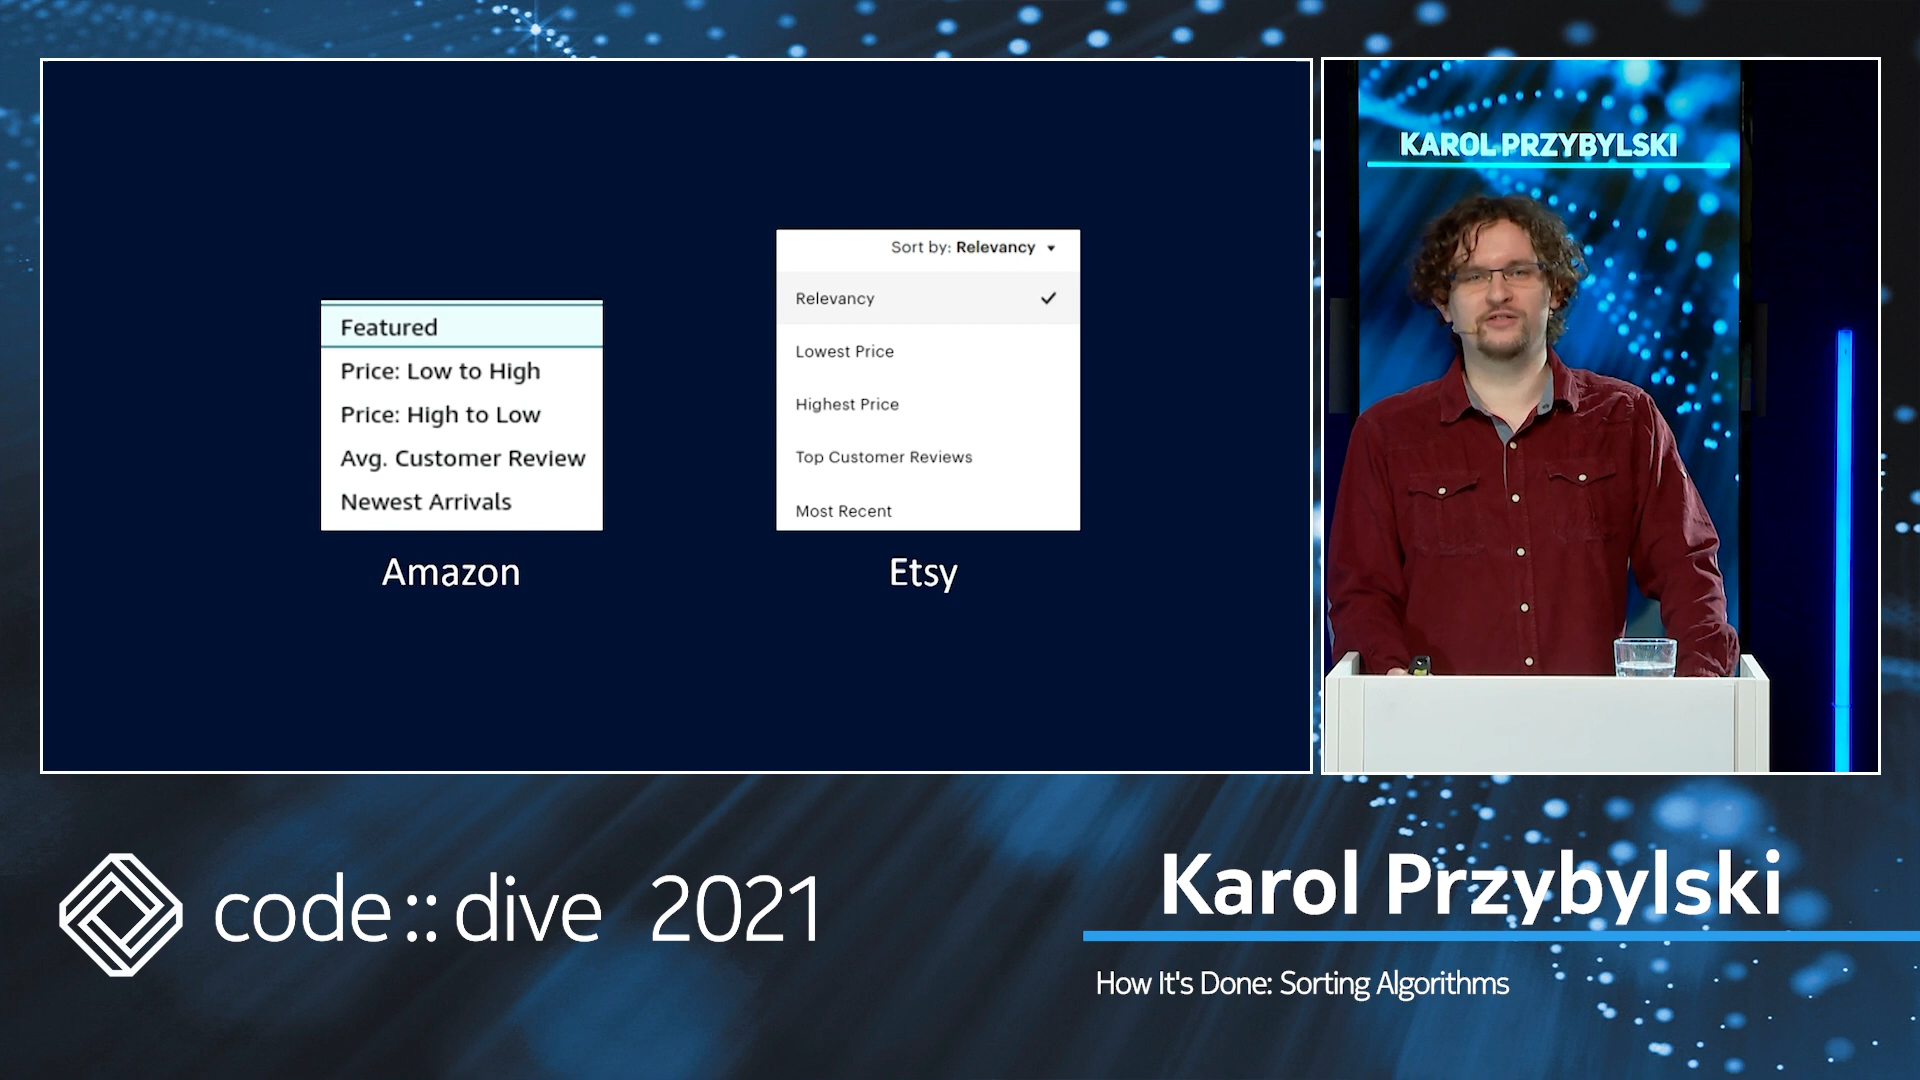 Featured
Price: Low to High
Price: High to Low
Avg. Customer Review
Newest Arrivals
Amazon
Sort by: Relevancy
Relevancy
Lowest Price
Highest Price
Top Customer Reviews
Most Recent
Etsy
KAROL PRZYBYLSKI
code::dive 2021
Karol Przybylski
How It's Done: Sorting Algorithms